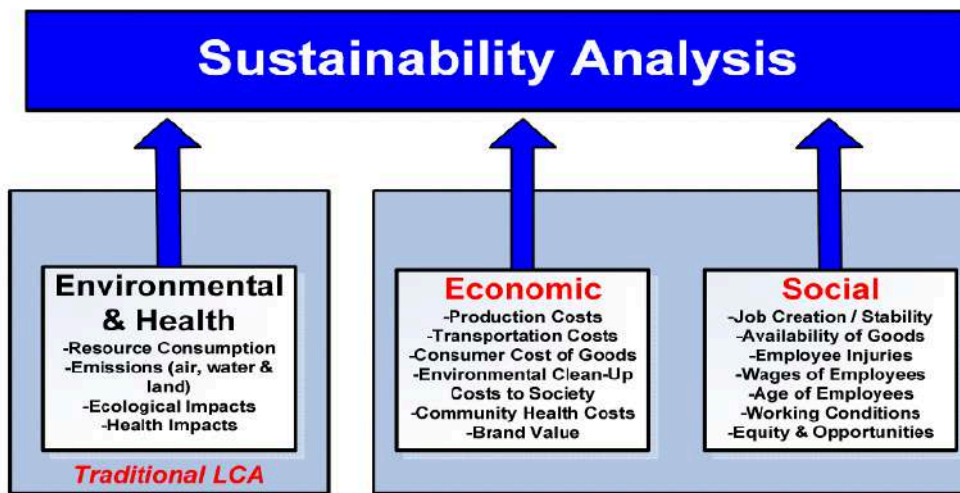 Sustainability Analysis
Environmental
& Health
-Resource Consumption
-Emissions (air, water &
land)
-Ecological Impacts
-Health Impacts
Traditional LCA
Economic
-Production Costs
-Transportation Costs
-Consumer Cost of Goods
-Environmental Clean-Up
Costs to Society
-Community Health Costs
-Brand Value
Social
-Job Creation / Stability
-Availability of Goods
-Employee Injuries
-Wages of Employees
-Age of Employees
-Working Conditions
-Equity & Opportunities